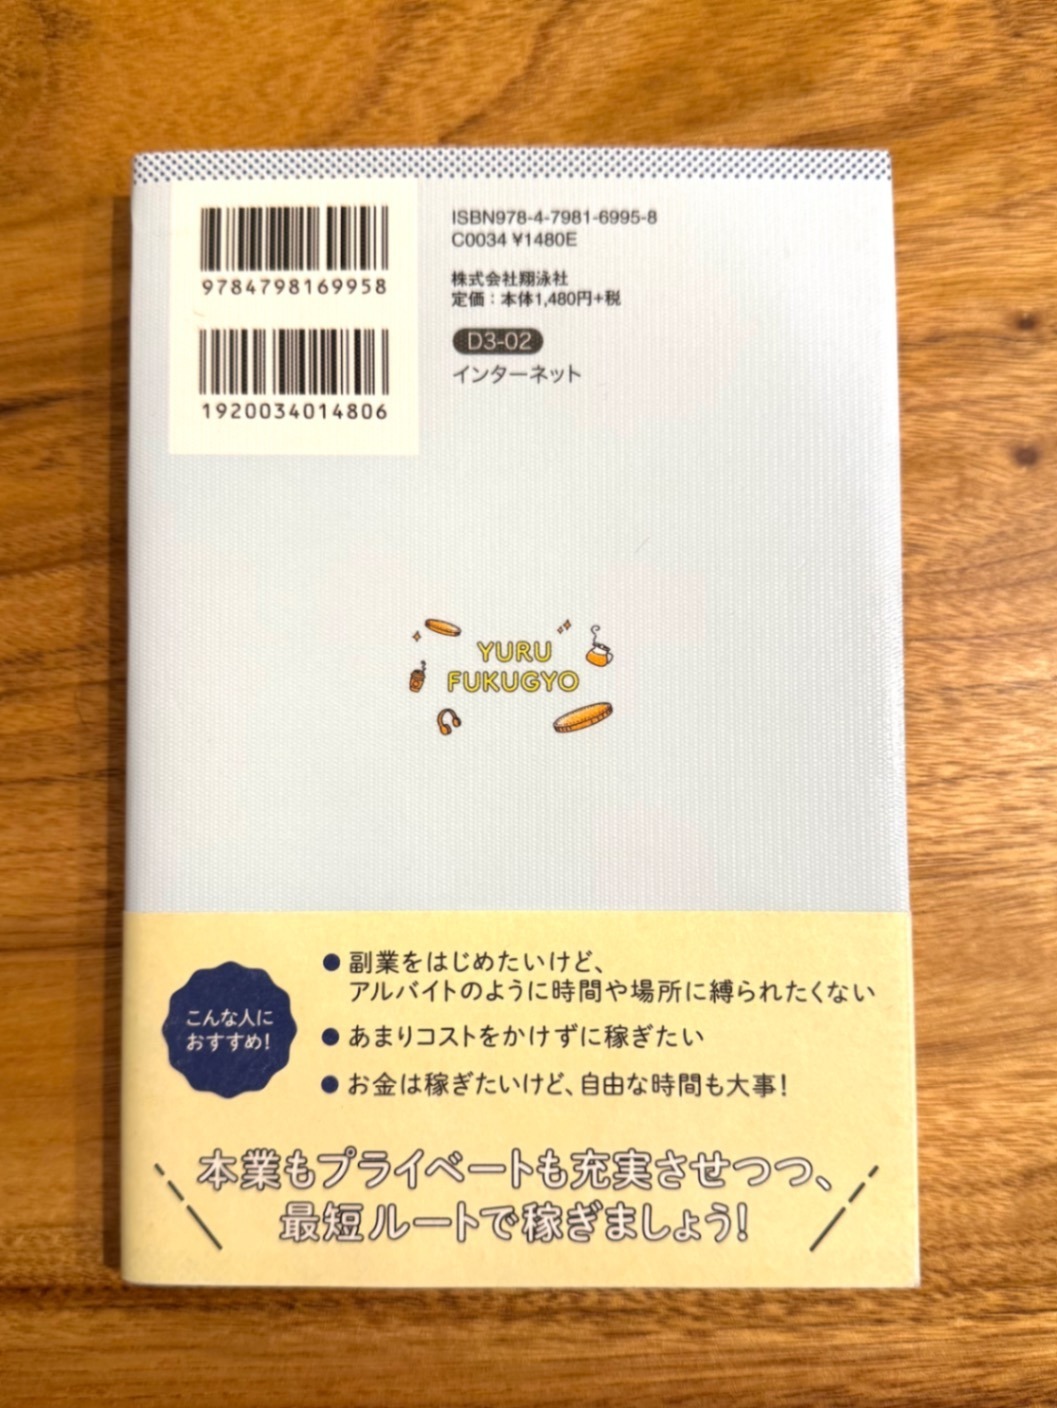 9784798169958
1920034014806
ISBN978-4-7981-6995-8
C0034 ¥1480E
株式会社翔泳社
定価：本体1,480円+税
D3-02
インターネット
YURU
FUKUGYO
こんな人に
おすすめ！
● 副業をはじめたいけど、
アルバイトのように時間や場所に縛られたくない
● あまりコストをかけずに稼ぎたい
● お金は稼ぎたいけど、自由な時間も大事！
本業もプライベートも充実させつつ、
最短ルートで稼ぎましょう！